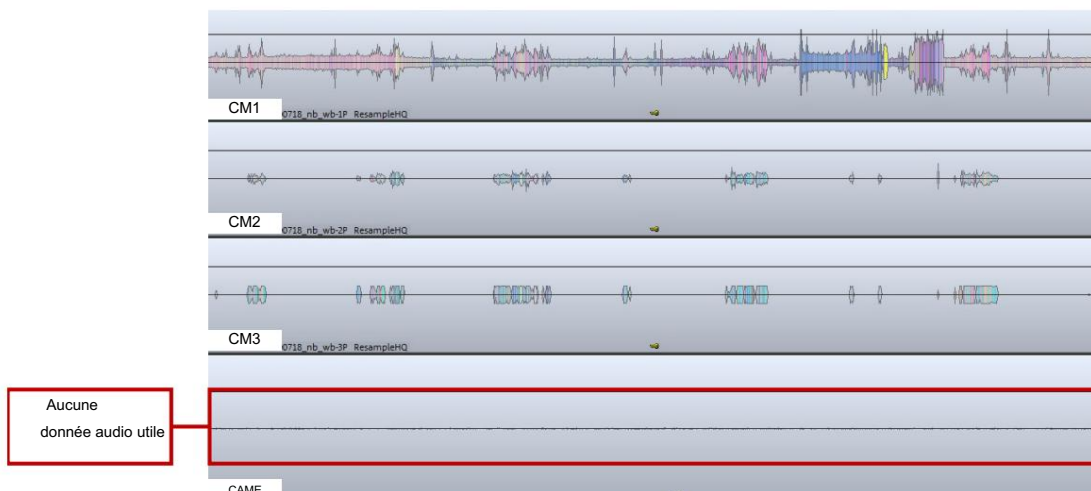 CM1
0718_nb_wb-1P ResampleHQ
CM2
0718_nb_wb-2P ResampleHQ
CM3
0718_nb_wb-3P ResampleHQ
Aucune
donnée audio utile
CAME